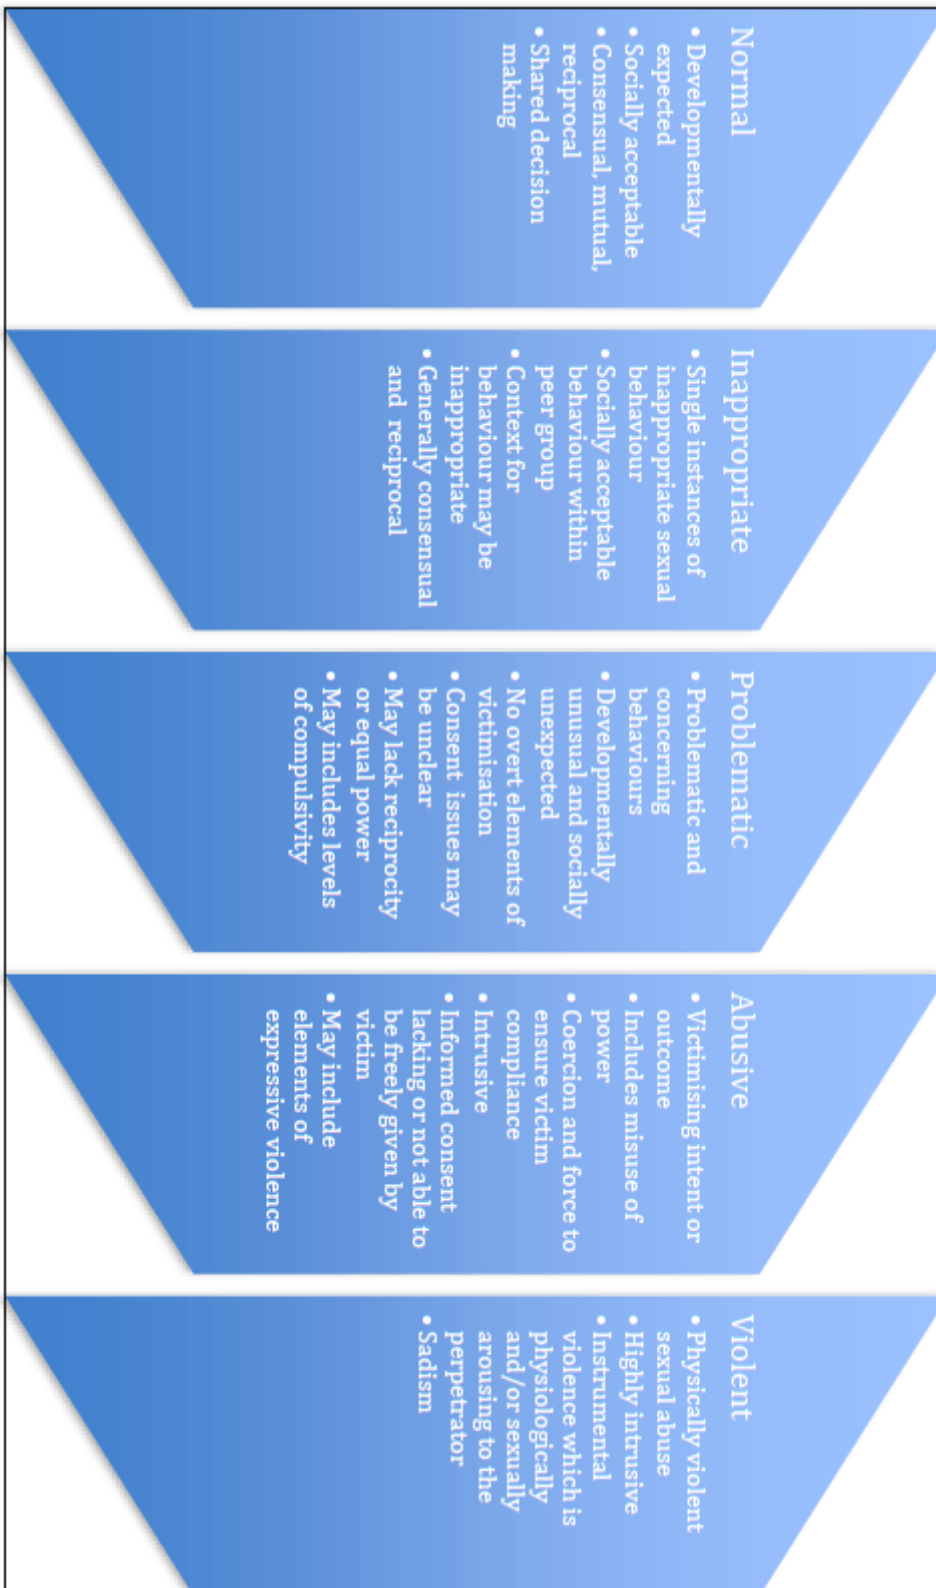 Normal
• Developmentally
expected
• Socially acceptable
• Consensual, mutual,
reciprocal
• Shared decision
making
Inappropriate
• Single instances of
inappropriate sexual
behaviour
• Socially acceptable
behaviour within
peer group
• Context for
behaviour may be
inappropriate
• Generally consensual
and reciprocal
Problematic
• Problematic and
concerning
behaviours
• Developmentally
unusual and socially
unexpected
• No overt elements of
victimisation
• Consent issues may
be unclear
• May lack reciprocity
or equal power
• May includes levels
of compulsivity
Abusive
• Victimising intent or
outcome
• Includes misuse of
power
• Coercion and force to
ensure victim
compliance
• Intrusive
• Informed consent
lacking or not able to
be freely given by
victim
• May include
elements of
expressive violence
Violent
• Physically violent
sexual abuse
• Highly intrusive
• Instrumental
violence which is
physiologically
and/or sexually
arousing to the
perpetrator
• Sadism